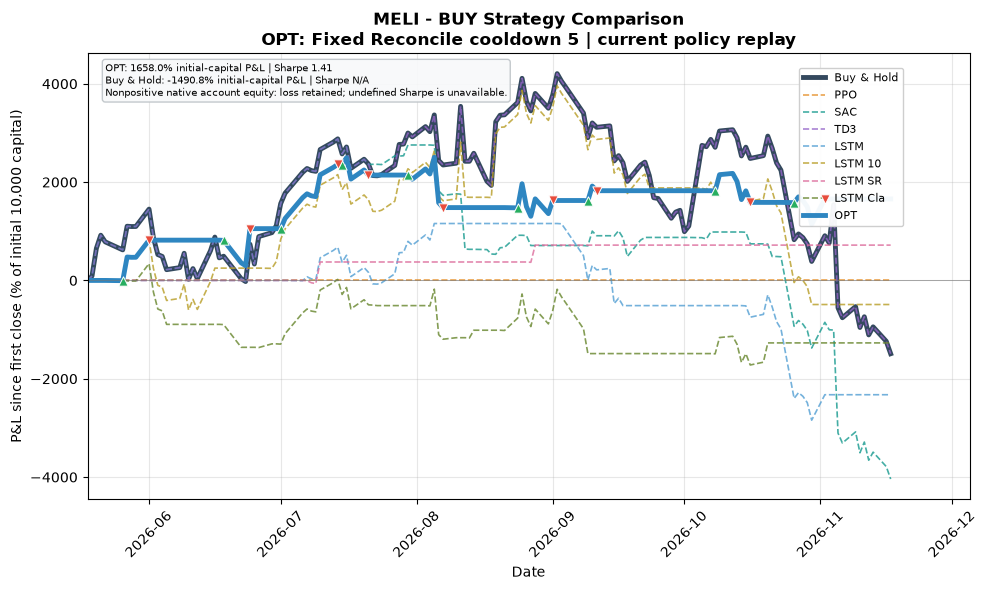 MELI - BUY Strategy Comparison
OPT: Fixed Reconcile cooldown 5 | current policy replay
OPT: 1658.0% initial-capital P&L | Sharpe 1.41
Buy & Hold: -1490.8% initial-capital P&L | Sharpe N/A
Nonpositive native account equity: loss retained; undefined Sharpe is unavailable.
Buy & Hold
PPO
SAC
TD3
LSTM
LSTM 10
LSTM SR
LSTM Cla
OPT
P&L since first close (% of initial 10,000 capital)
4000
2000
0
−2000
−4000
2026-06
2026-07
2026-08
2026-09
2026-10
2026-11
2026-12
Date